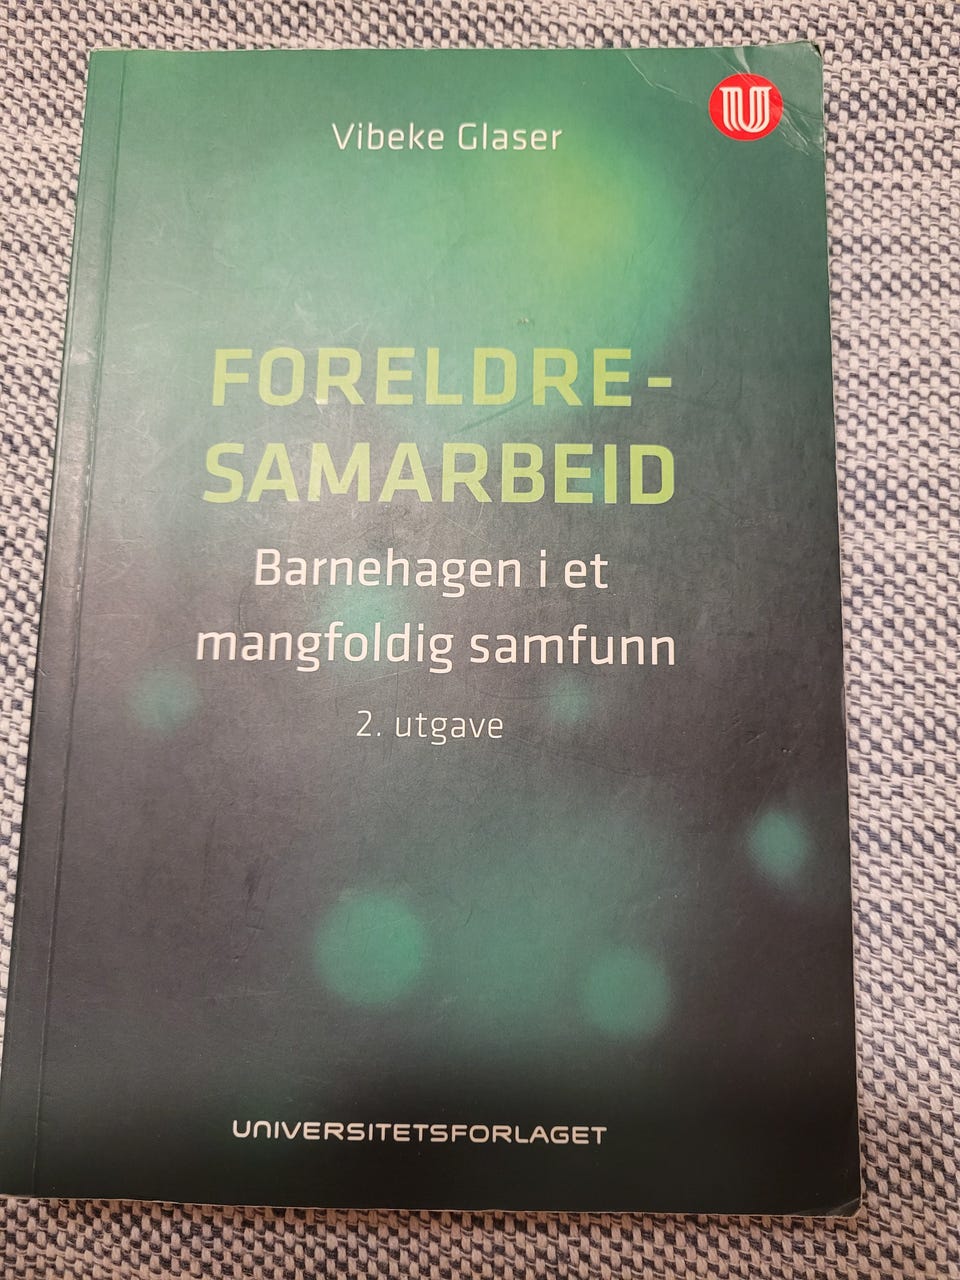 Vibeke Glaser
U
FORELDRE-
SAMARBEID
Barnehagen i et
mangfoldig samfunn
2. utgave
UNIVERSITETSFORLAGET